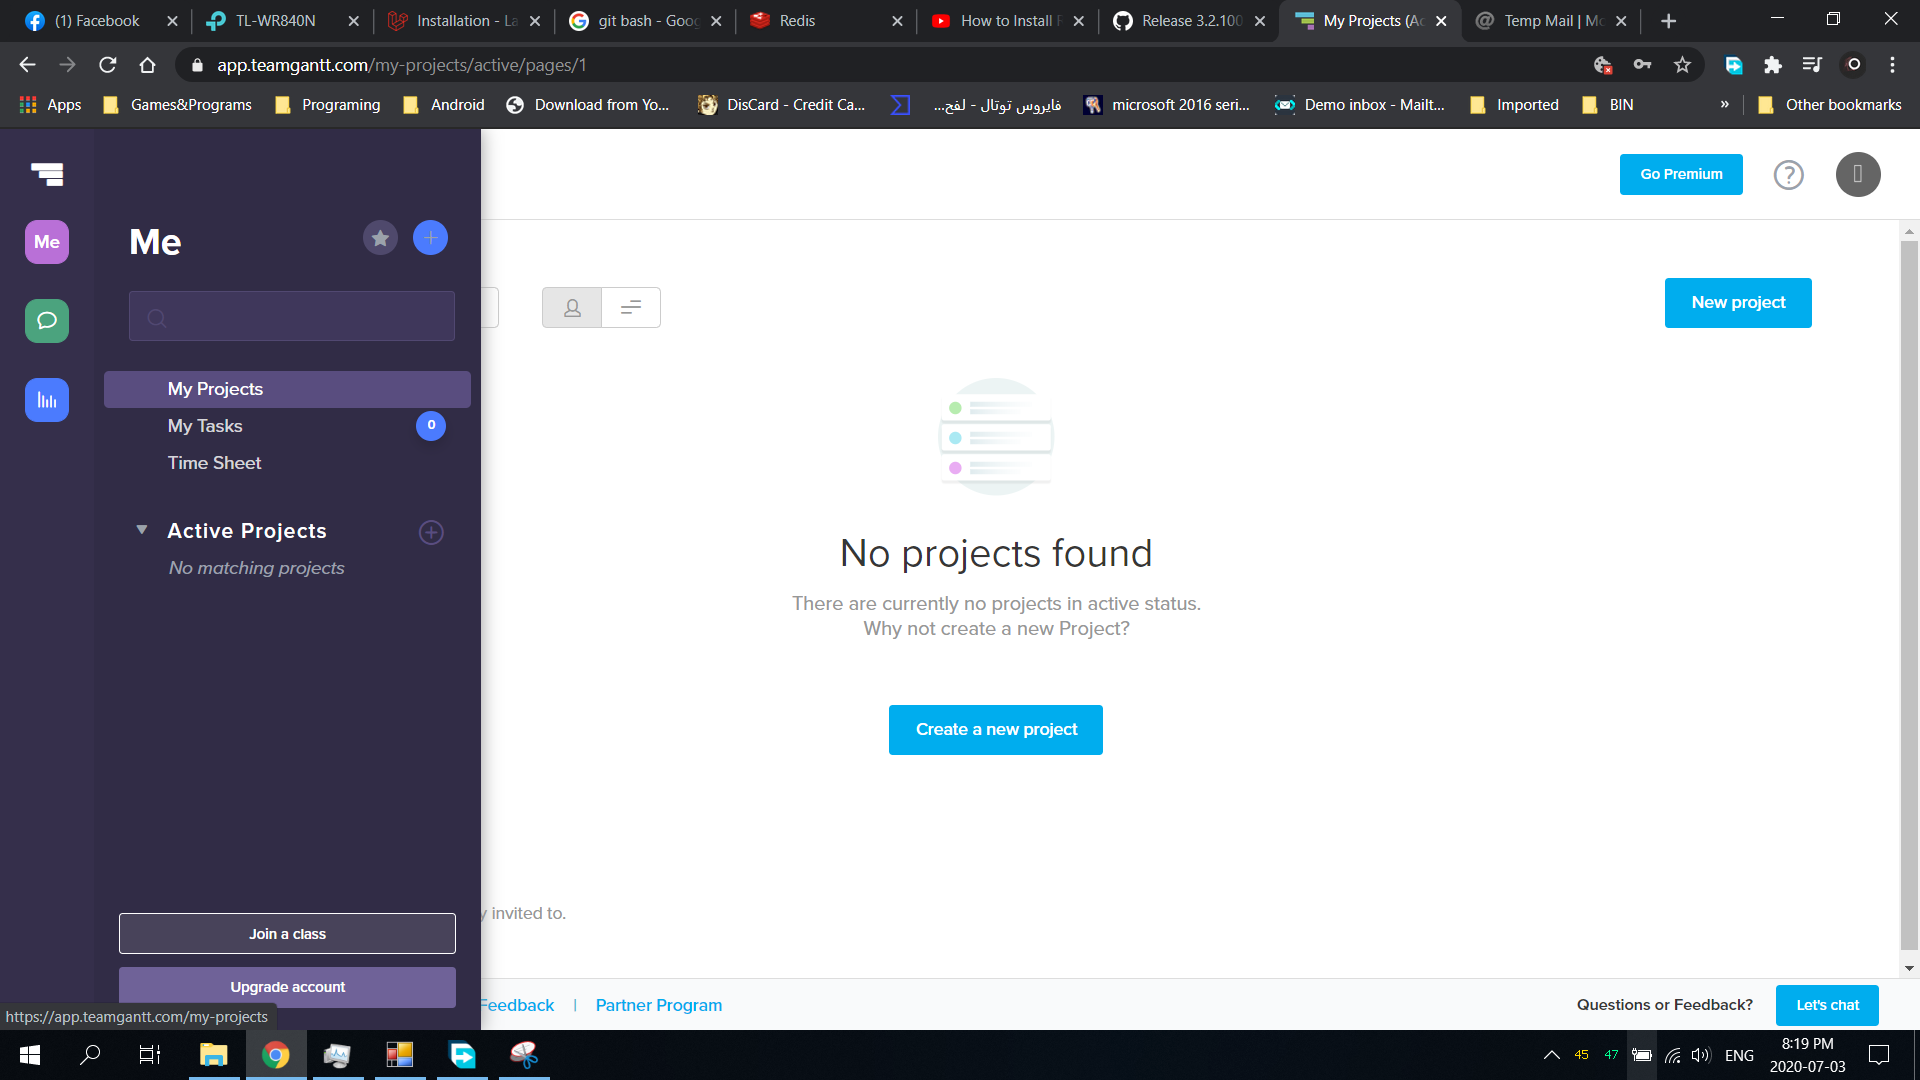 (1) Facebook
TL-WR840N
Installation - La
git bash - Goog
Redis
How to Install
Release 3.2.100
My Projects (Ac
Temp Mail | Mo
app.teamgantt.com/my-projects/active/pages/1
Apps
Games&Programs
Programing
Android
Download from Yo...
DisCard - Credit Ca...
فايروس توتال - لفح...
microsoft 2016 seri...
Demo inbox - Mailt...
Imported
BIN
»
Other bookmarks
Go Premium
?
Me
Me
New project
My Projects
My Tasks
0
Time Sheet
Active Projects
No matching projects
No projects found
There are currently no projects in active status.
Why not create a new Project?
Create a new project
y invited to.
Join a class
Upgrade account
Feedback | Partner Program
Questions or Feedback?
Let's chat
https://app.teamgantt.com/my-projects
45
47
ENG
8:19 PM
2020-07-03